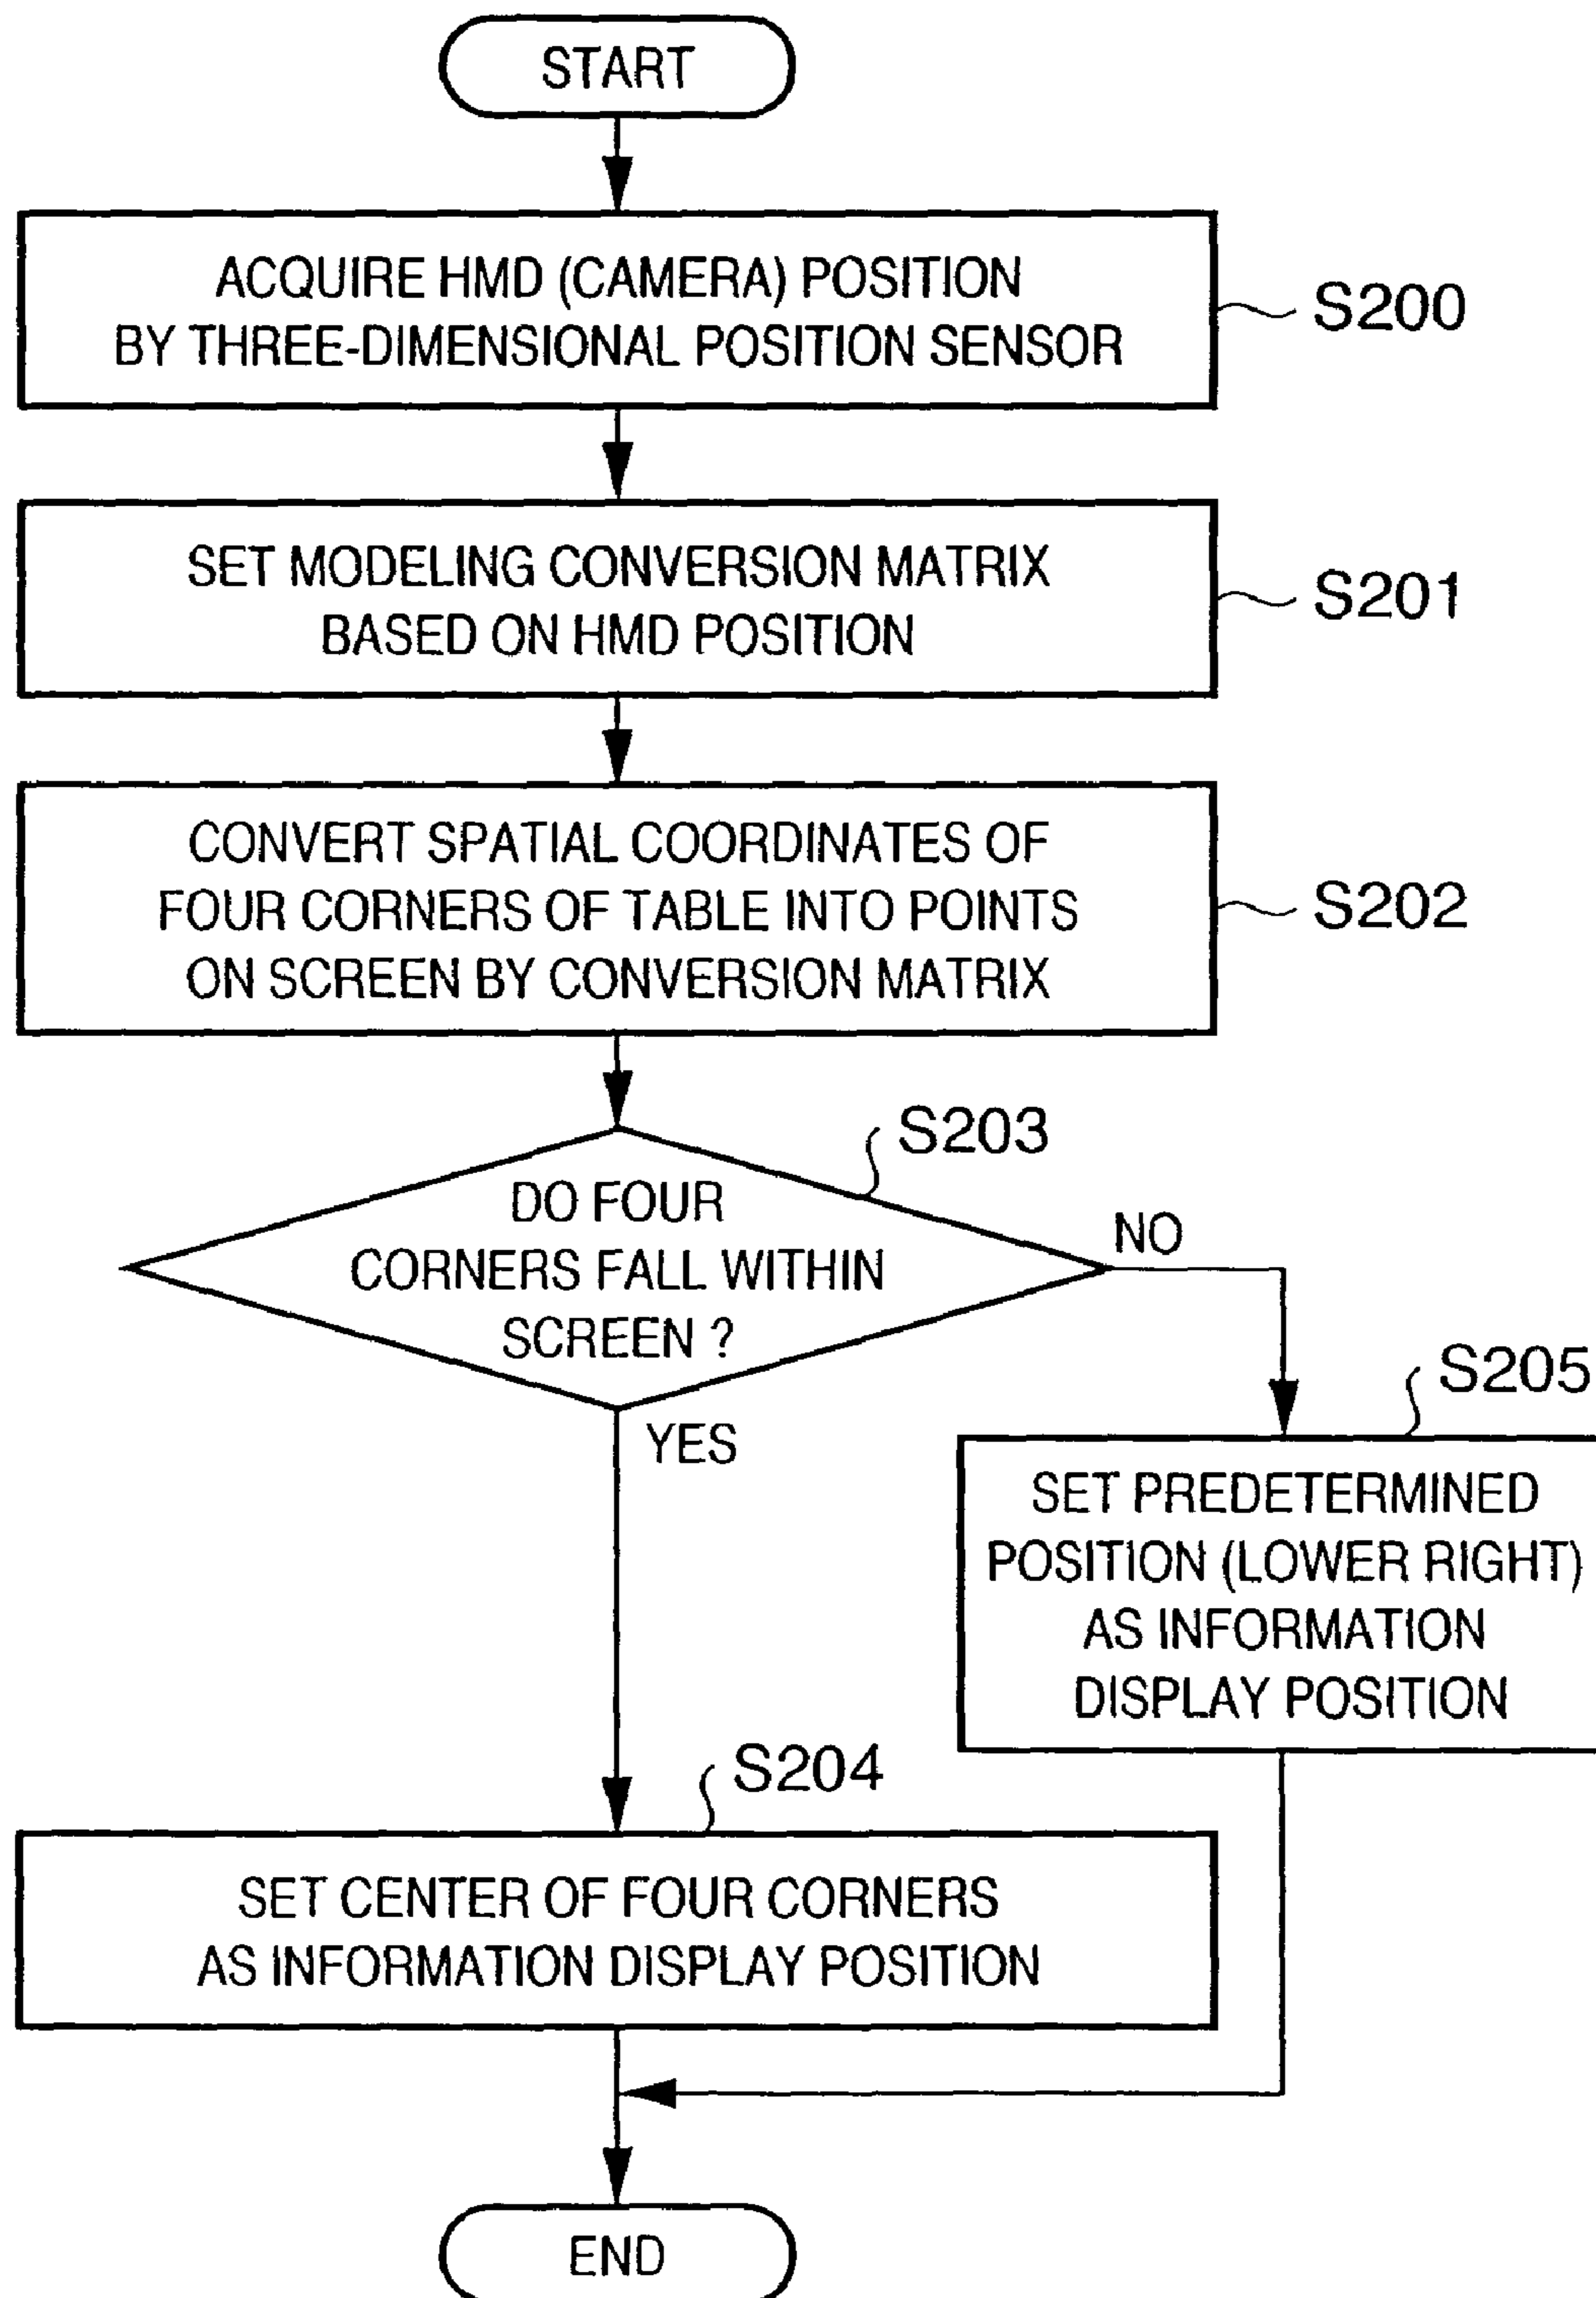 START
ACQUIRE HMD (CAMERA) POSITION
BY THREE-DIMENSIONAL POSITION SENSOR
S200
SET MODELING CONVERSION MATRIX
BASED ON HMD POSITION
S201
CONVERT SPATIAL COORDINATES OF
FOUR CORNERS OF TABLE INTO POINTS
ON SCREEN BY CONVERSION MATRIX
S202
S203
DO FOUR
CORNERS FALL WITHIN
SCREEN ?
NO
YES
S205
SET PREDETERMINED
POSITION (LOWER RIGHT)
AS INFORMATION
DISPLAY POSITION
S204
SET CENTER OF FOUR CORNERS
AS INFORMATION DISPLAY POSITION
END